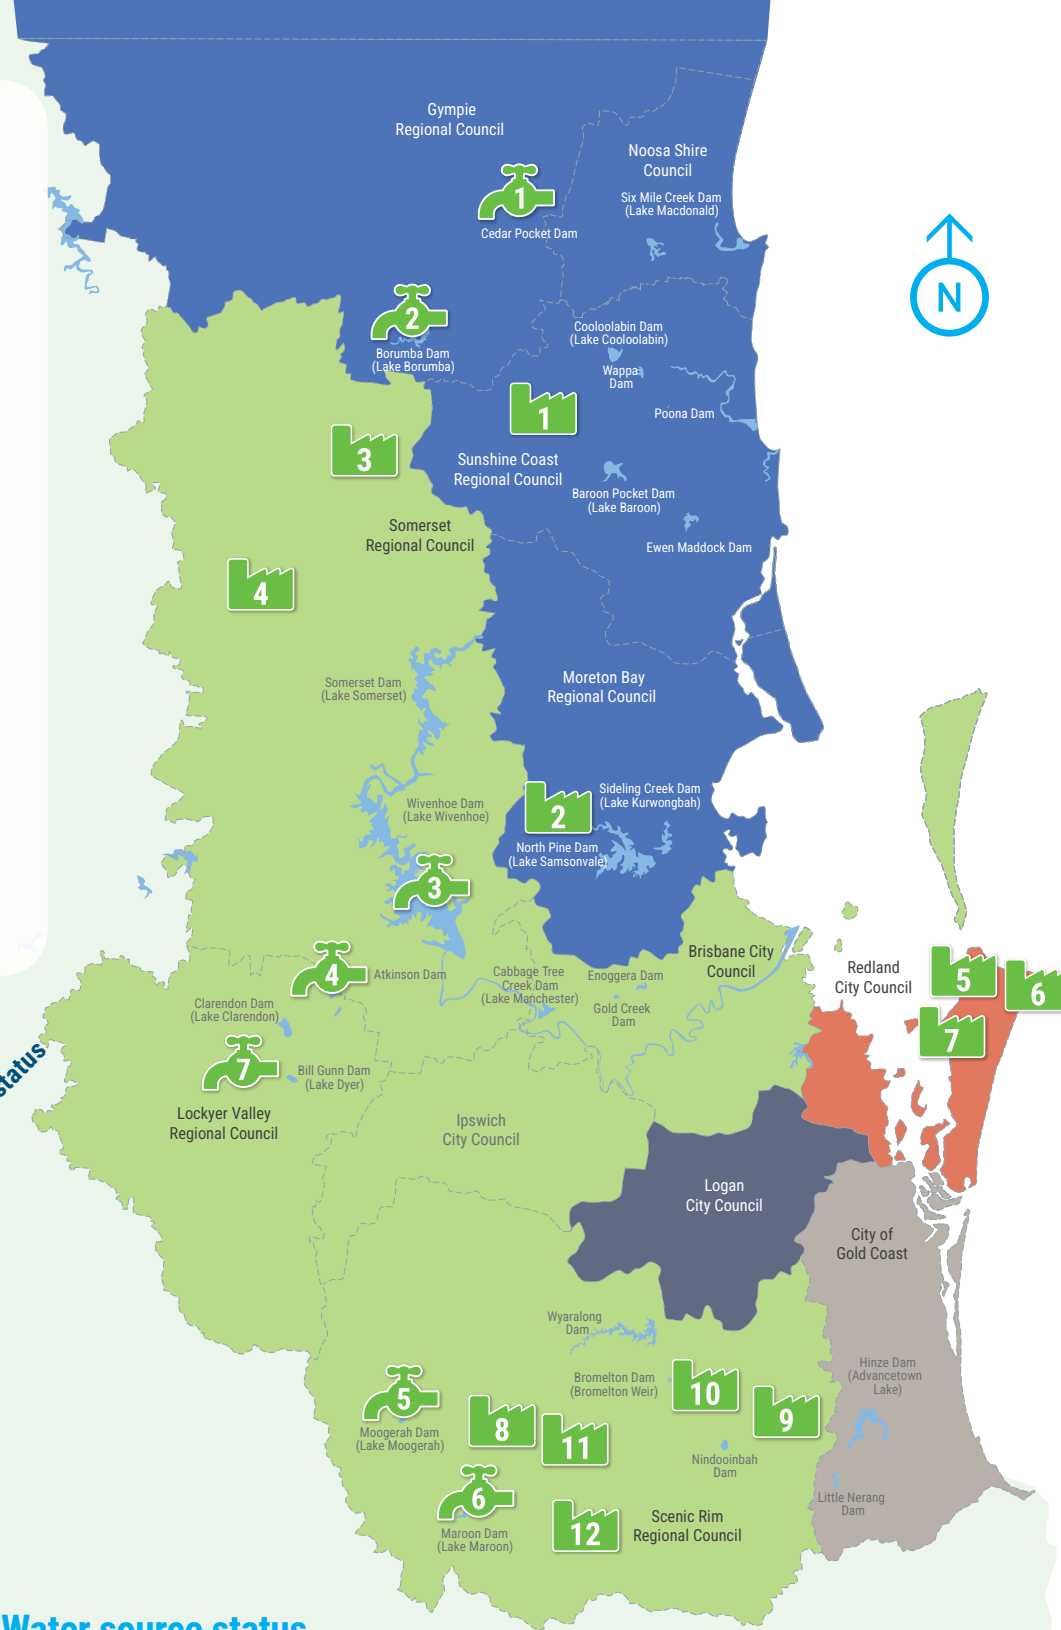 Gympie
Regional Council
Noosa Shire
Council
1
Six Mile Creek Dam
(Lake Macdonald)
Cedar Pocket Dam
N
2
Cooloolabin Dam
(Lake Cooloolabin)
Borumba Dam
(Lake Borumba)
Wappa
Dam
1
Poona Dam
3
Sunshine Coast
Regional Council
Baroon Pocket Dam
(Lake Baroon)
Somerset
Regional Council
Ewen Maddock Dam
4
Somerset Dam
(Lake Somerset)
Moreton Bay
Regional Council
Wivenhoe Dam
(Lake Wivenhoe)
2
Sideling Creek Dam
(Lake Kurwongbah)
North Pine Dam
(Lake Samsonvale)
3
Brisbane City
Council
4
Atkinson Dam
Cabbage Tree
Creek Dam
(Lake Manchester)
Enoggera Dam
Gold Creek
Dam
Redland
City Council
5
6
7
Clarendon Dam
(Lake Clarendon)
status
7
Bill Gunn Dam
(Lake Dyer)
Lockyer Valley
Regional Council
Ipswich
City Council
Logan
City Council
City of
Gold Coast
Wyaralong
Dam
Hinze Dam
(Advancetown
Lake)
Bromelton Dam
(Bromelton Weir)
10
9
5
Moogerah Dam
(Lake Moogerah)
8
11
Nindooinbah
Dam
6
Maroon Dam
(Lake Maroon)
12
Scenic Rim
Regional Council
Little Nerang
Dam
Water source status